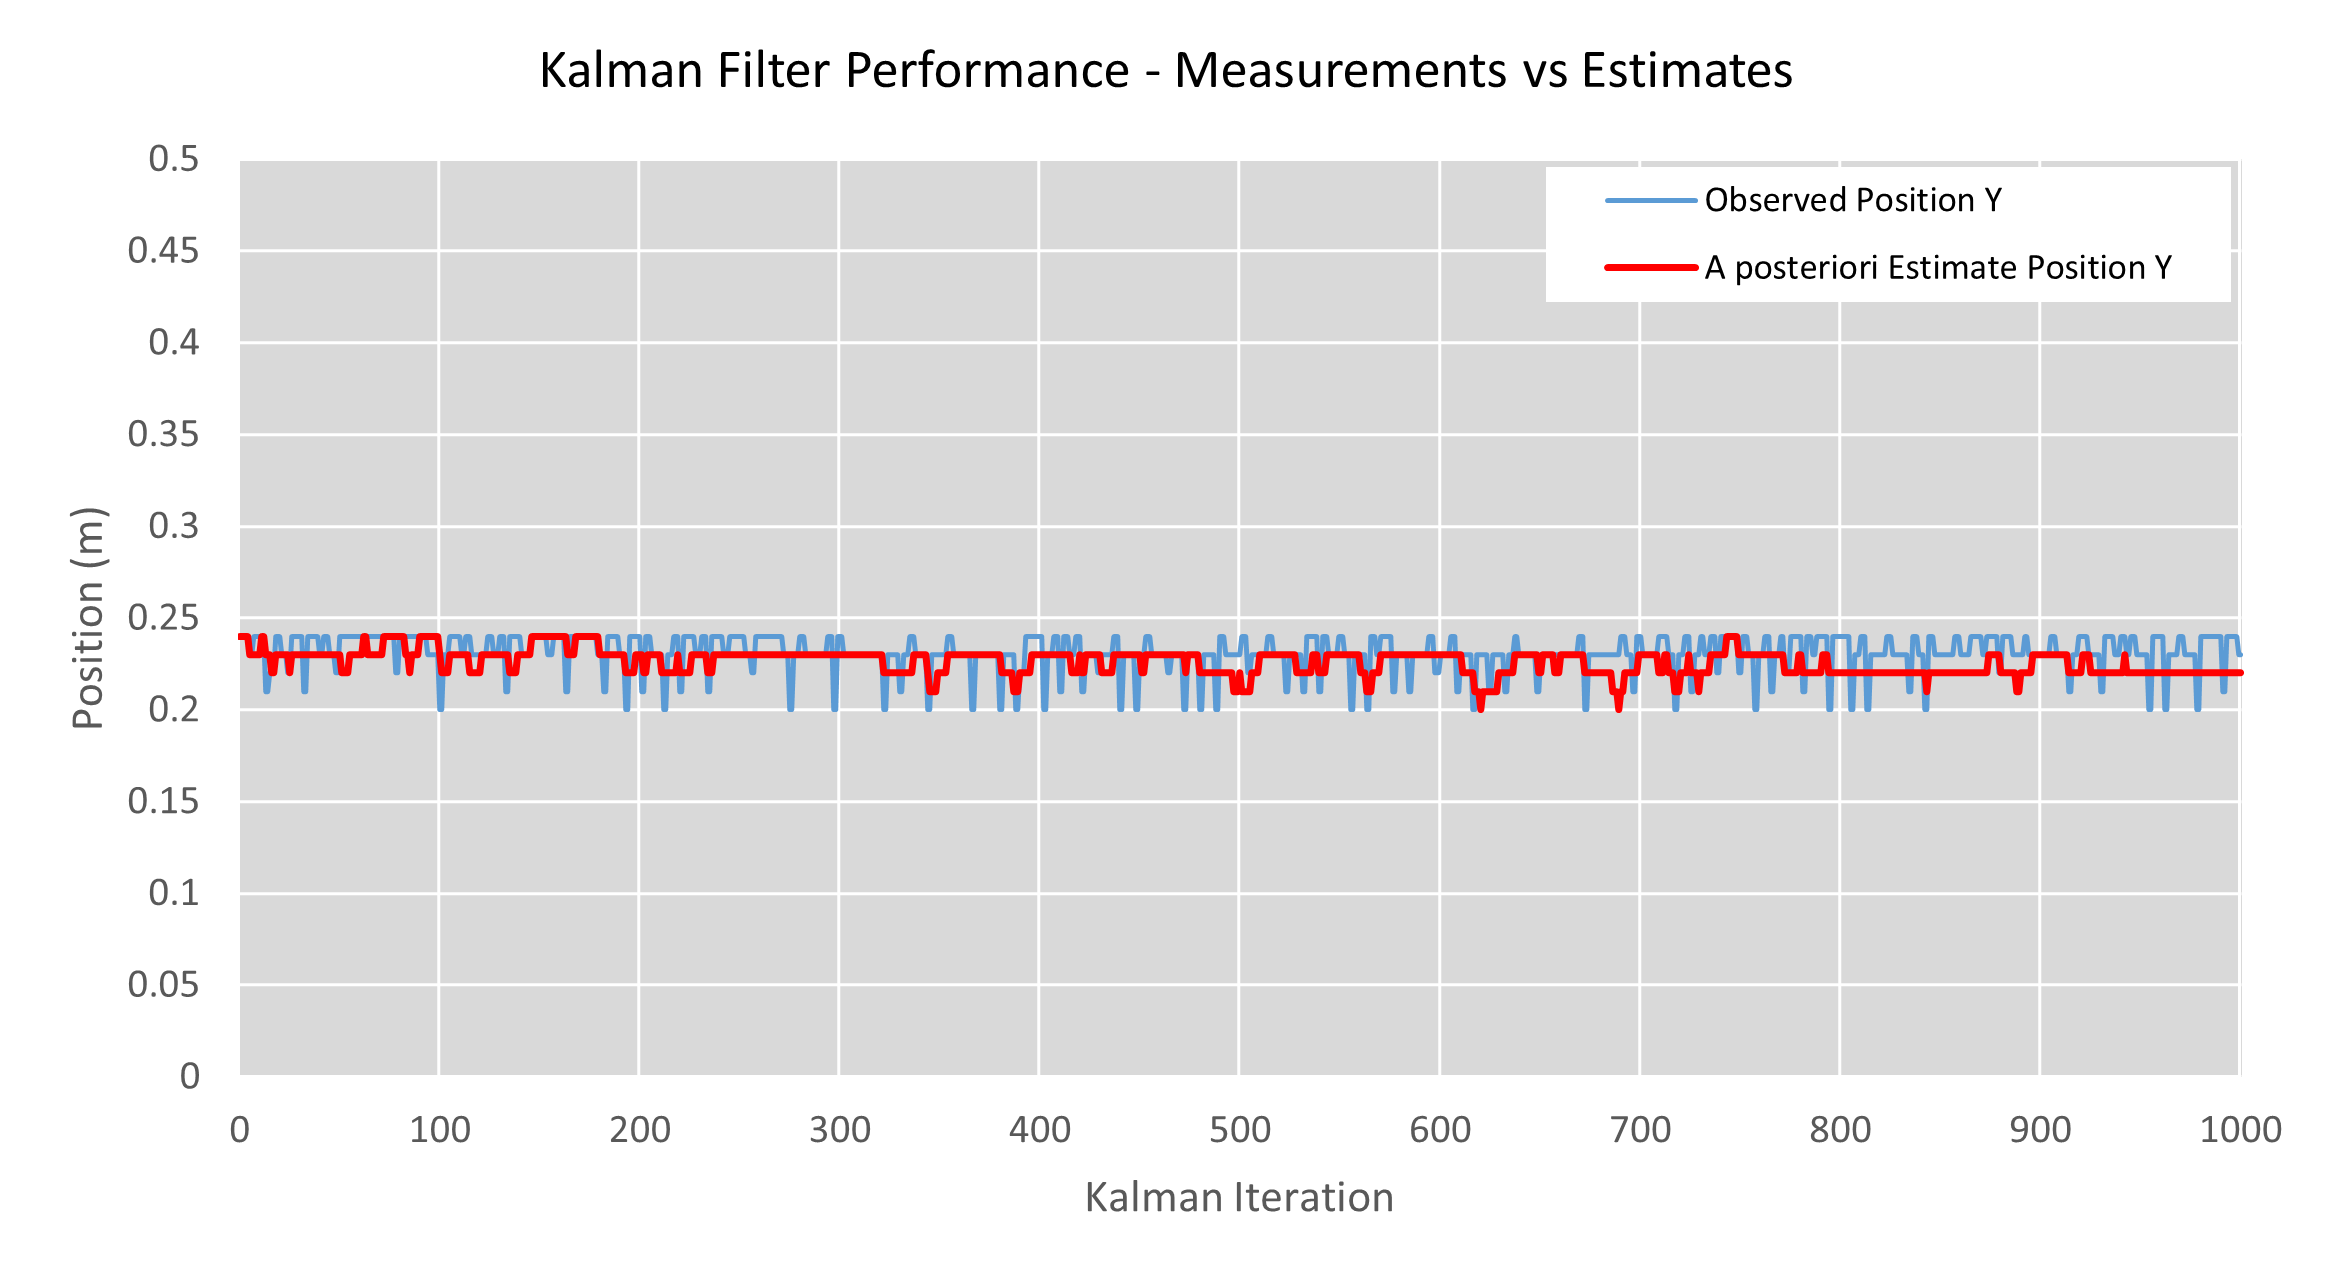 Kalman Filter Performance - Measurements vs Estimates
Observed Position Y
A posteriori Estimate Position Y
0.5
0.45
0.4
0.35
0.3
0.25
0.2
0.15
0.1
0.05
0
Position (m)
0 100 200 300 400 500 600 700 800 900 1000
Kalman Iteration